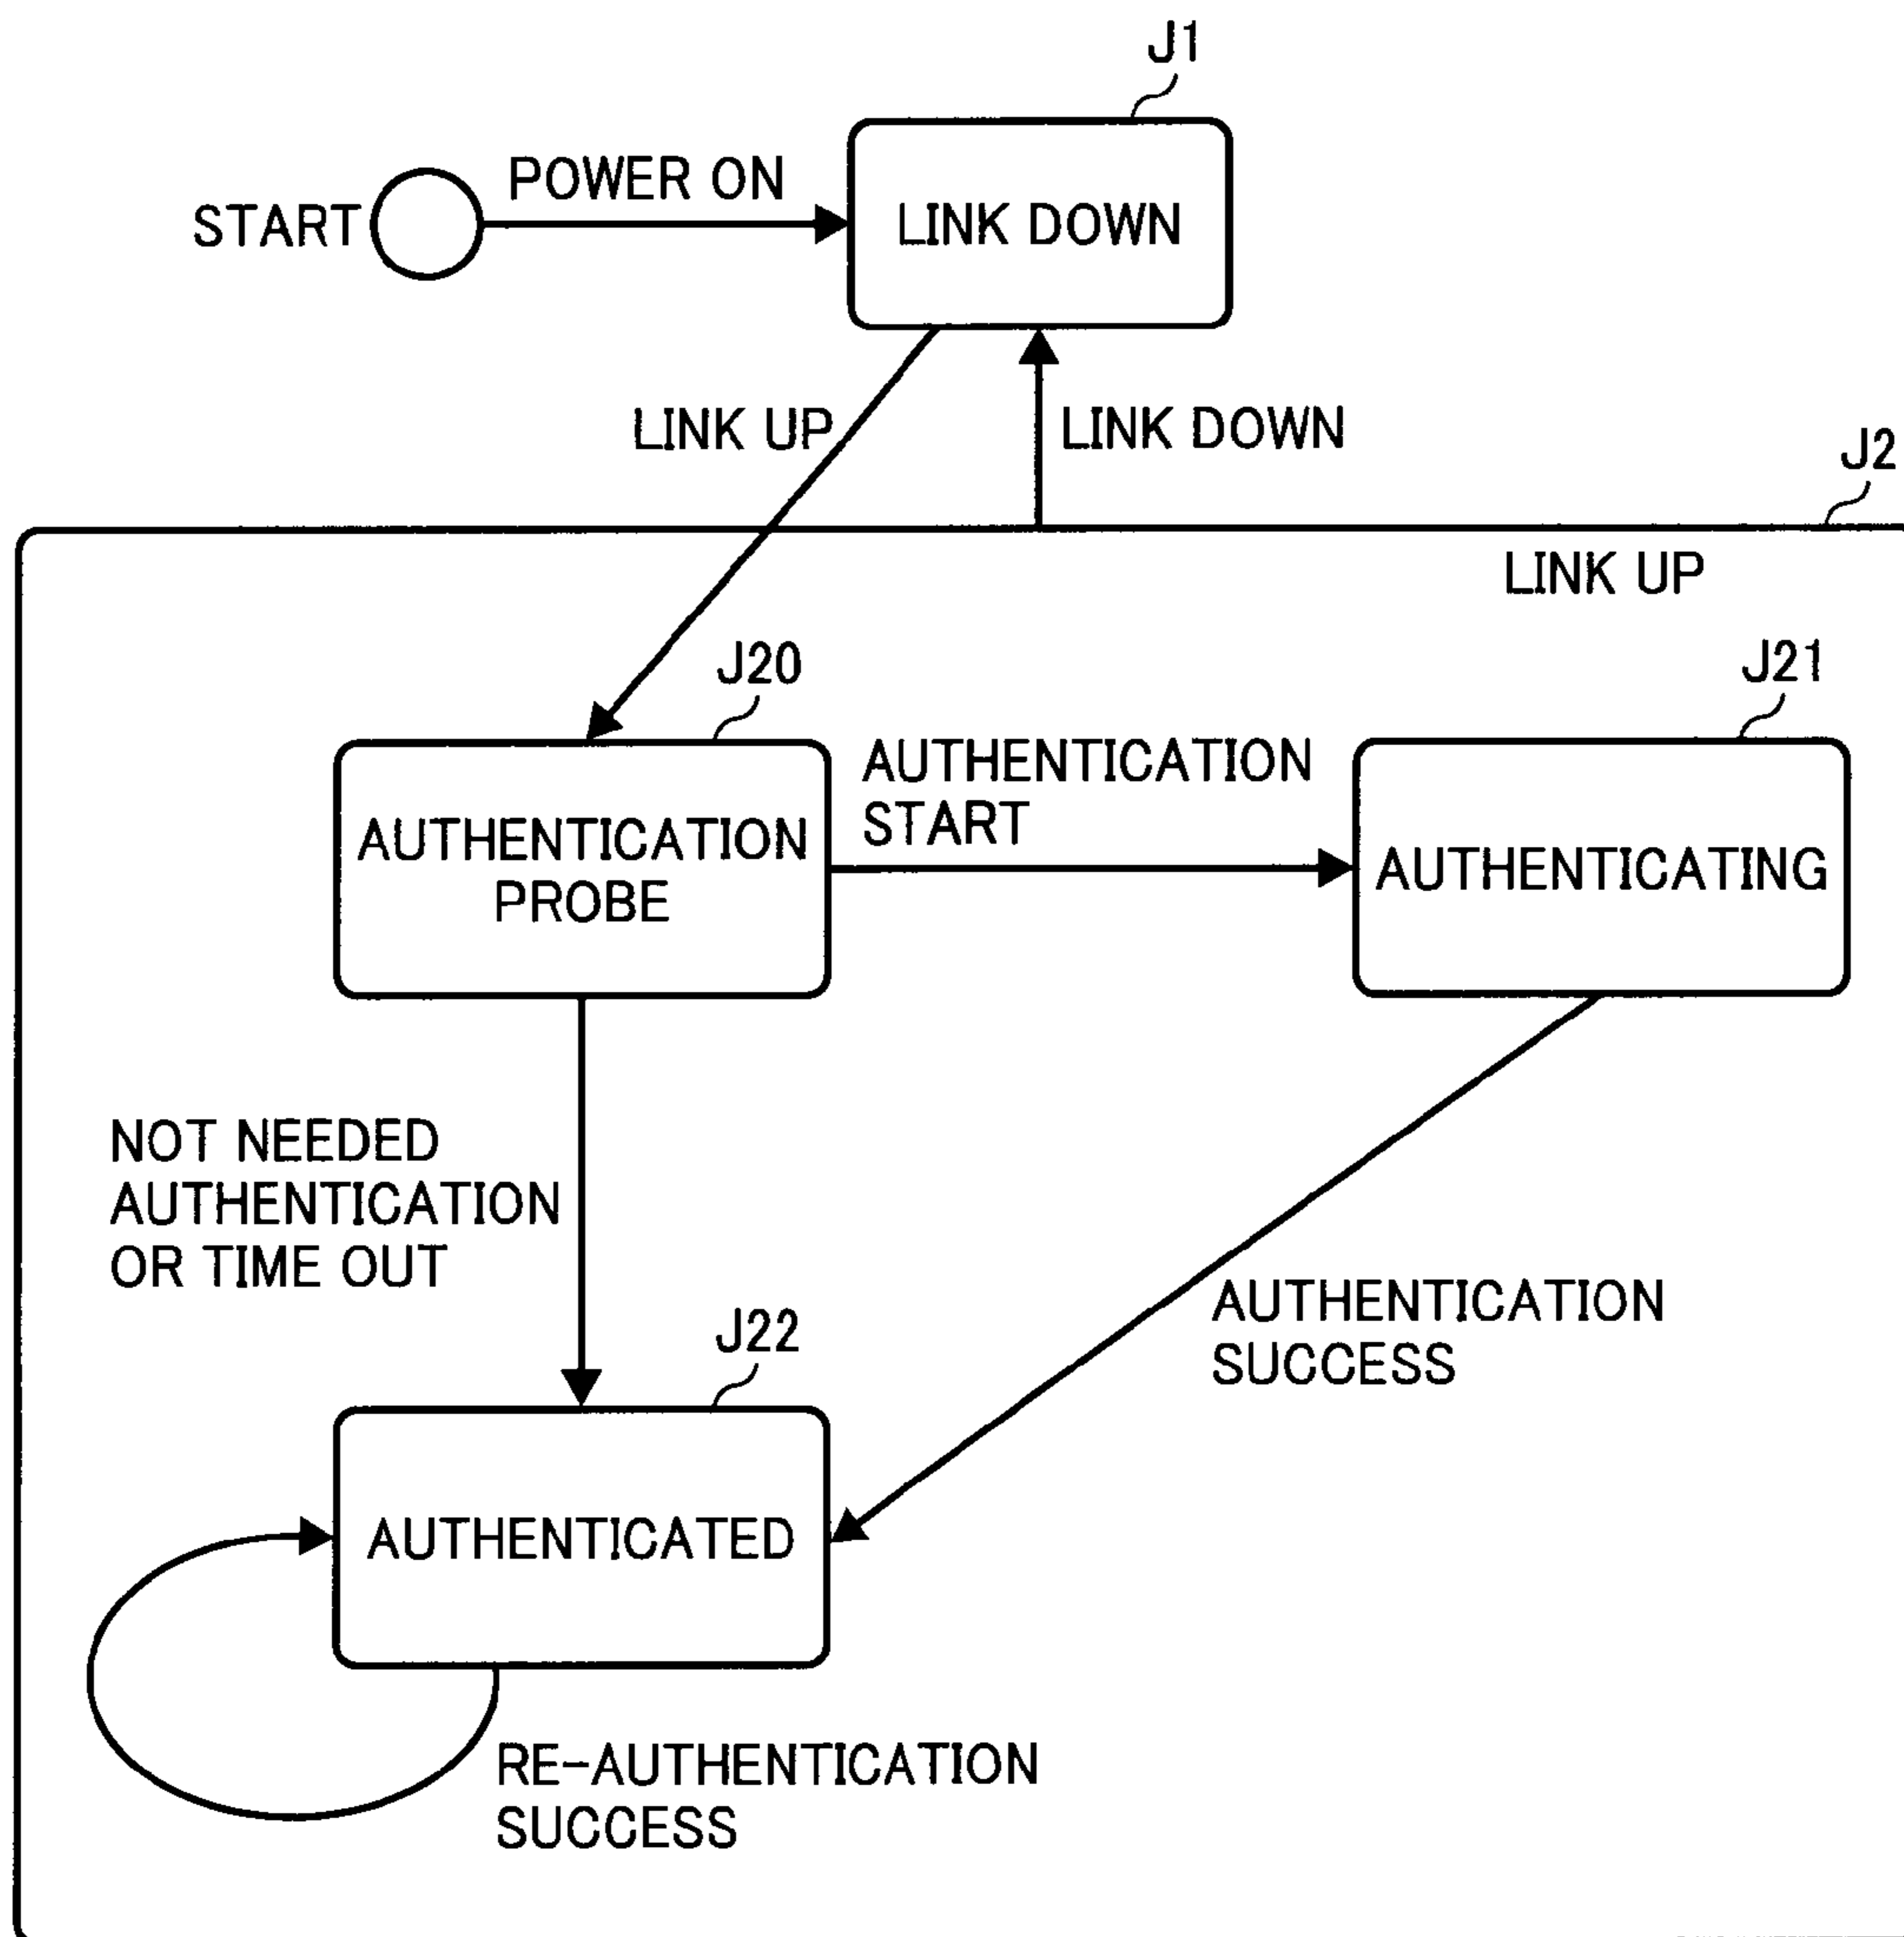 J1
POWER ON
START
LINK DOWN
LINK UP
LINK DOWN
J2
LINK UP
J20
J21
AUTHENTICATION
START
AUTHENTICATION
PROBE
AUTHENTICATING
NOT NEEDED
AUTHENTICATION
OR TIME OUT
AUTHENTICATION
SUCCESS
J22
AUTHENTICATED
RE-AUTHENTICATION
SUCCESS